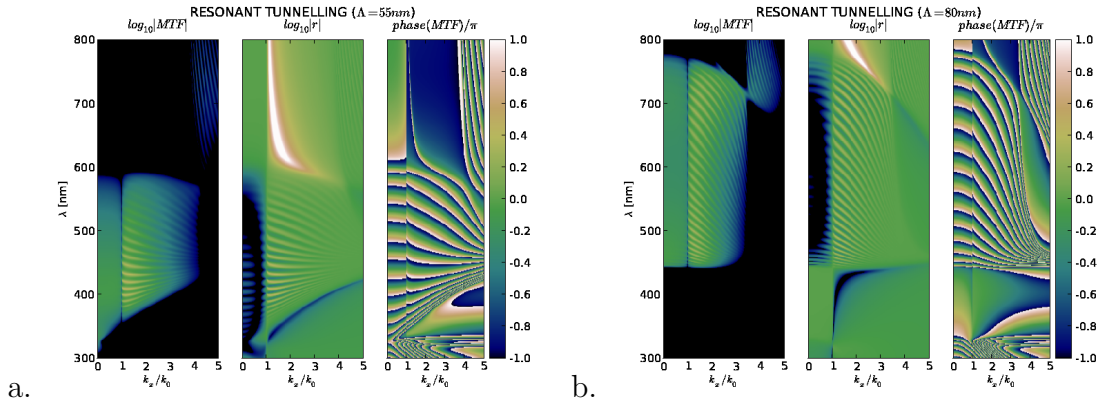 RESONANT TUNNELLING (Λ=55nm)
log₁₀|MTF| log₁₀|r| phase(MTF)/π
λ [nm]
800
700
600
500
400
300
0 1 2 3 4 5
kₓ/k₀
0 1 2 3 4 5
kₓ/k₀
0 1 2 3 4 5
kₓ/k₀
1.0
0.8
0.6
0.4
0.2
0.0
-0.2
-0.4
-0.6
-0.8
-1.0
a.
RESONANT TUNNELLING (Λ=80nm)
log₁₀|MTF| log₁₀|r| phase(MTF)/π
λ [nm]
800
700
600
500
400
300
0 1 2 3 4 5
kₓ/k₀
0 1 2 3 4 5
kₓ/k₀
0 1 2 3 4 5
kₓ/k₀
1.0
0.8
0.6
0.4
0.2
0.0
-0.2
-0.4
-0.6
-0.8
-1.0
b.